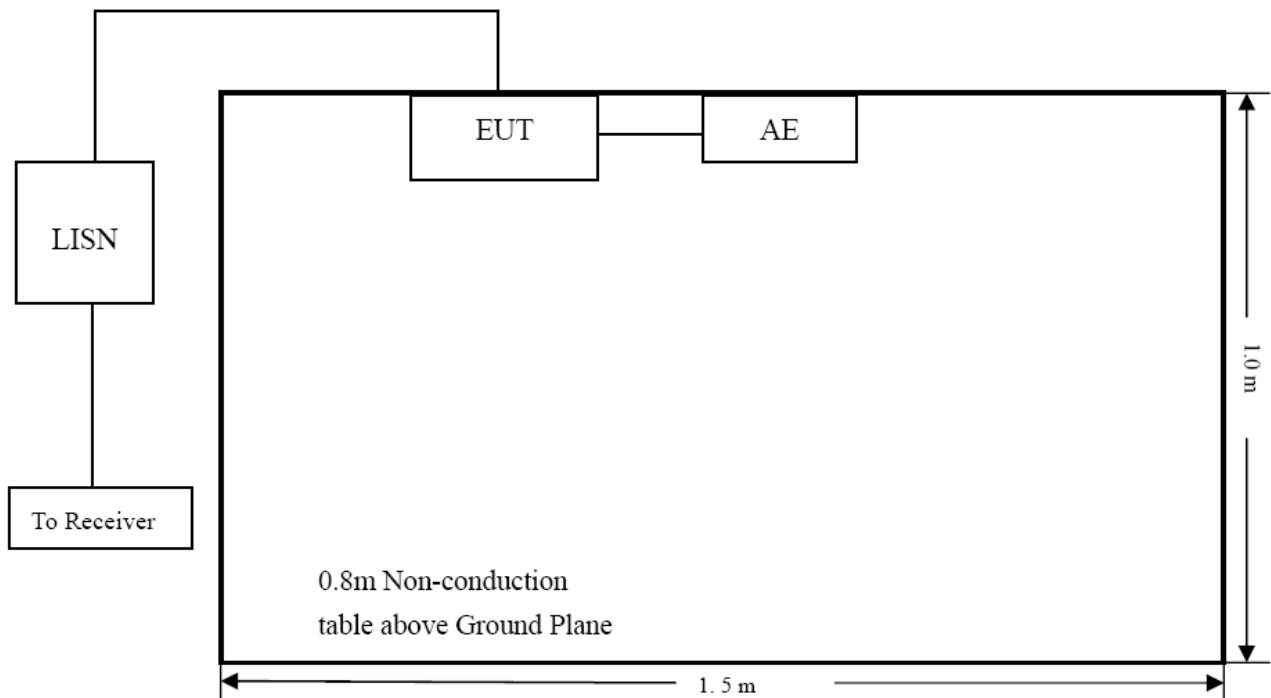 EUT
AE
LISN
1.0 m
To Receiver
0.8m Non-conduction
table above Ground Plane
1. 5 m